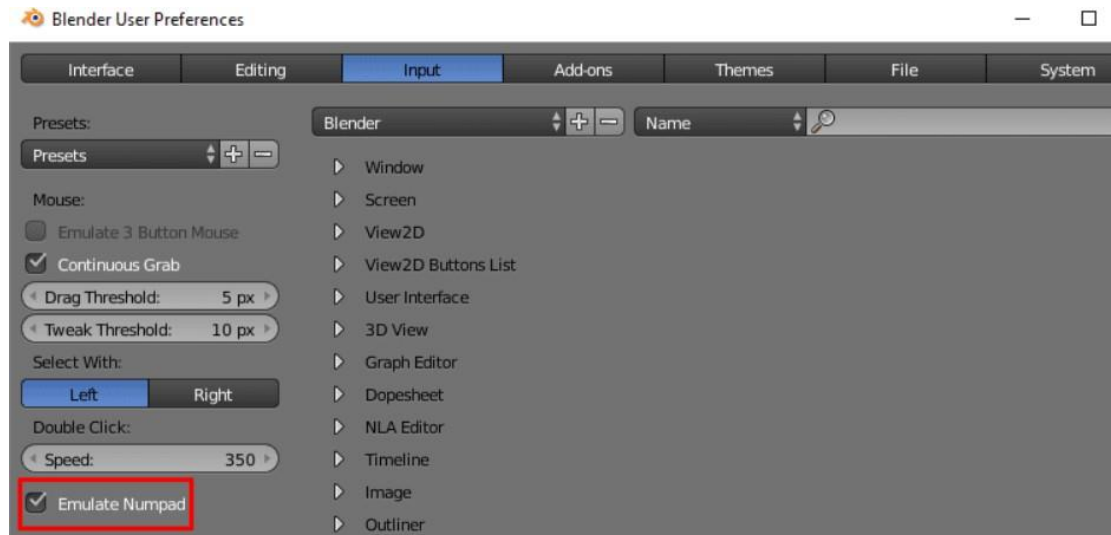 Blender User Preferences
Interface Editing Input Add-ons Themes File System
Presets:
Blender Name
Presets
Window
Mouse:
Screen
Emulate 3 Button Mouse
View2D
Continuous Grab
View2D Buttons List
Drag Threshold: 5 px
User Interface
Tweak Threshold: 10 px
3D View
Select With:
Graph Editor
Left Right
Dopesheet
Double Click:
NLA Editor
Speed: 350
Timeline
Emulate Numpad
Image
Outliner